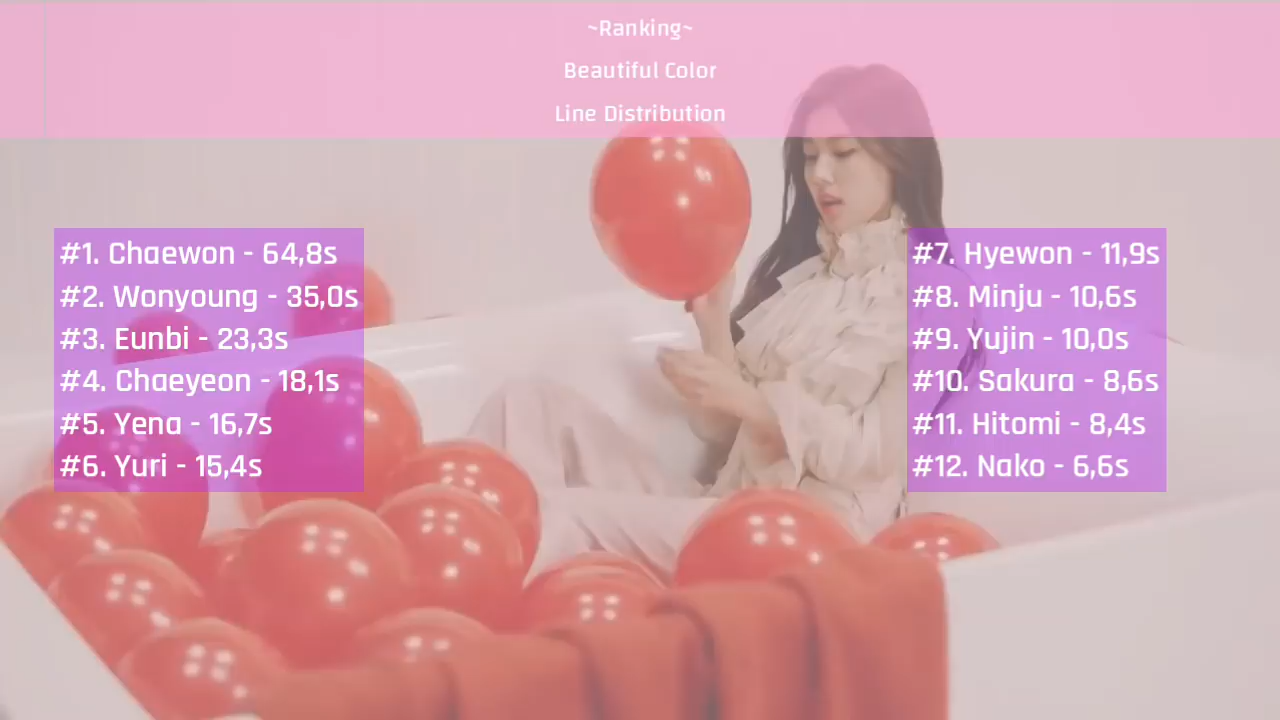 ~Ranking~
Beautiful Color
Line Distribution
#1. Chaewon - 64,8s
#2. Wonyoung - 35,0s
#3. Eunbi - 23,3s
#4. Chaeyeon - 18,1s
#5. Yena - 16,7s
#6. Yuri - 15,4s
#7. Hyewon - 11,9s
#8. Minju - 10,6s
#9. Yujin - 10,0s
#10. Sakura - 8,6s
#11. Hitomi - 8,4s
#12. Nako - 6,6s